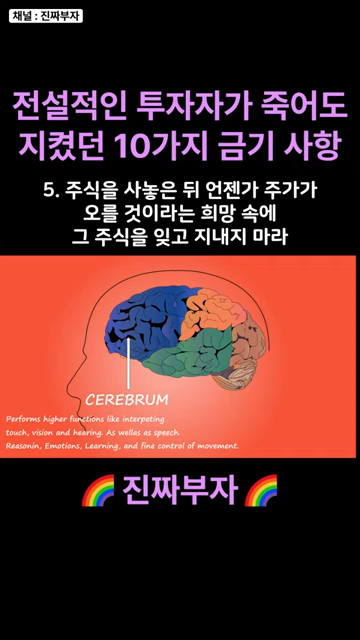 채널 : 진짜부자
전설적인 투자자가 죽어도
지켰던 10가지 금기 사항
5. 주식을 사놓은 뒤 언젠가 주가가
오를 것이라는 희망 속에
그 주식을 잊고 지내지 마라
CEREBRUM
Performs higher functions like interpeting
touch, vision and hearing. As wellas as speech.
Reasonin, Emotions, Learning, and fine control of movement.
🌈 진짜부자 🌈